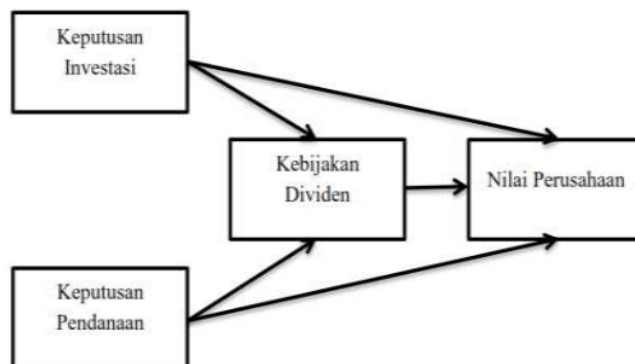 Keputusan
Investasi
Kebijakan
Dividen
Nilai Perusahaan
Keputusan
Pendanaan